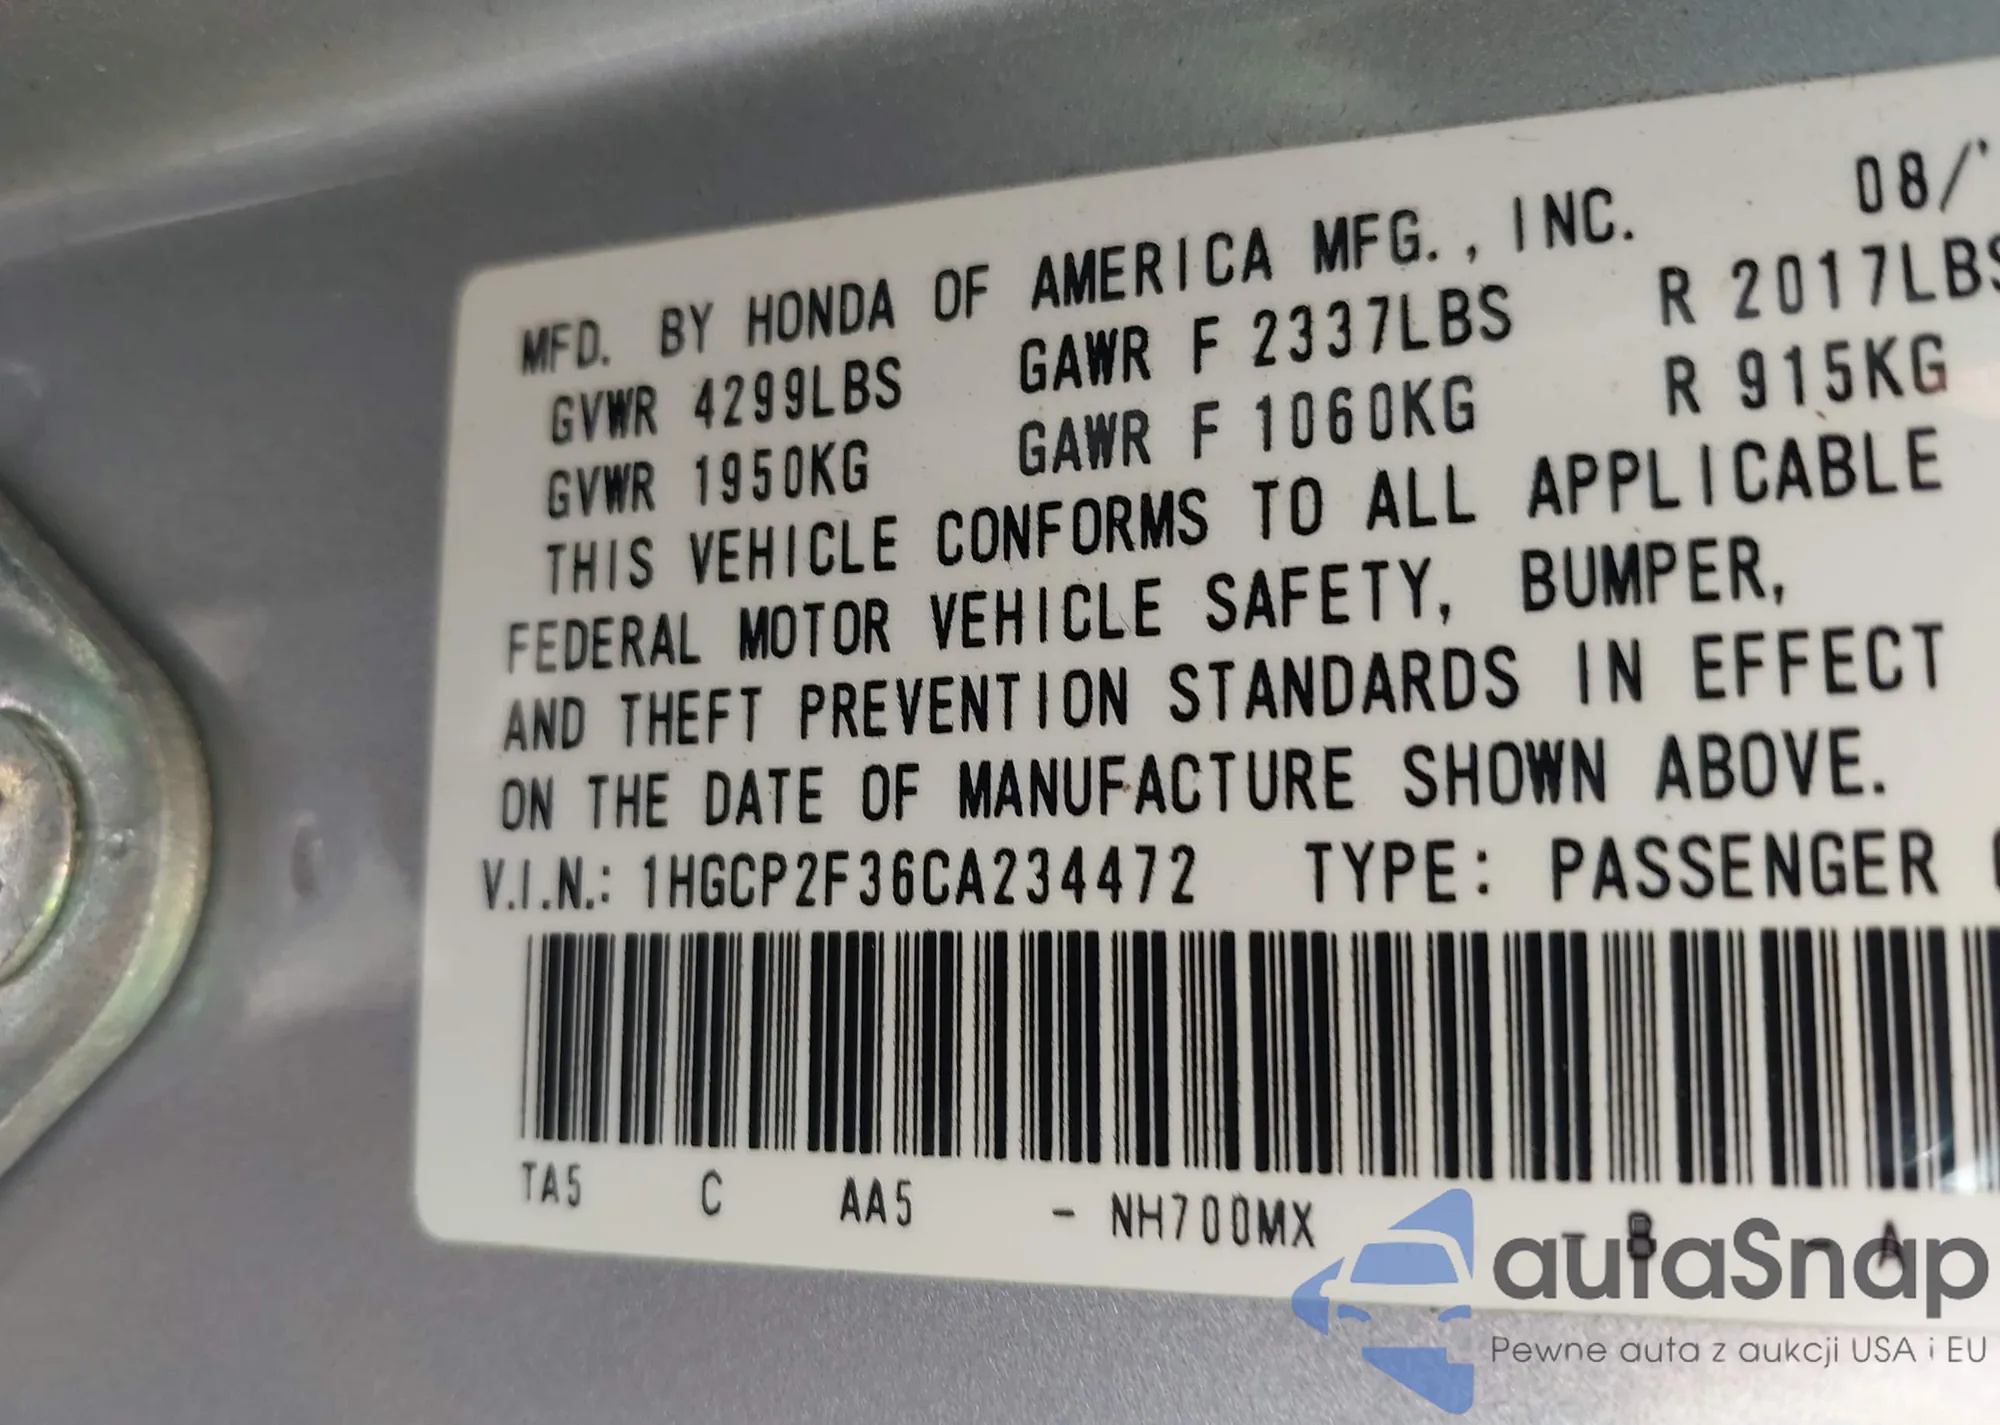 MFD. BY HONDA OF AMERICA MFG., INC. 08/
GVWR 4299LBS GAWR F 2337LBS R 2017LBS
GVWR 1950KG GAWR F 1060KG R 915KG
THIS VEHICLE CONFORMS TO ALL APPLICABLE
FEDERAL MOTOR VEHICLE SAFETY, BUMPER,
AND THEFT PREVENTION STANDARDS IN EFFECT
ON THE DATE OF MANUFACTURE SHOWN ABOVE.
V.I.N.: 1HGCP2F36CA234472 TYPE: PASSENGER
TA5 C AA5 - NH700MX - B - A
autaSnap
Pewne auta z aukcji USA i EU